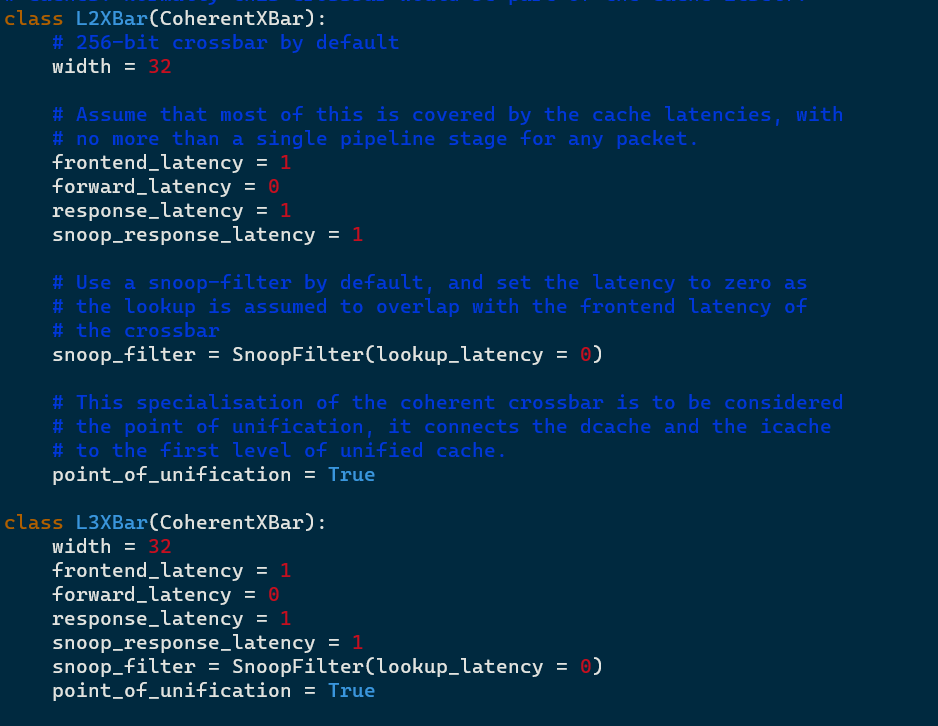 class L2XBar(CoherentXBar):
    # 256-bit crossbar by default
    width = 32

    # Assume that most of this is covered by the cache latencies, with
    # no more than a single pipeline stage for any packet.
    frontend_latency = 1
    forward_latency = 0
    response_latency = 1
    snoop_response_latency = 1

    # Use a snoop-filter by default, and set the latency to zero as
    # the lookup is assumed to overlap with the frontend latency of
    # the crossbar
    snoop_filter = SnoopFilter(lookup_latency = 0)

    # This specialisation of the coherent crossbar is to be considered
    # the point of unification, it connects the dcache and the icache
    # to the first level of unified cache.
    point_of_unification = True

class L3XBar(CoherentXBar):
    width = 32
    frontend_latency = 1
    forward_latency = 0
    response_latency = 1
    snoop_response_latency = 1
    snoop_filter = SnoopFilter(lookup_latency = 0)
    point_of_unification = True